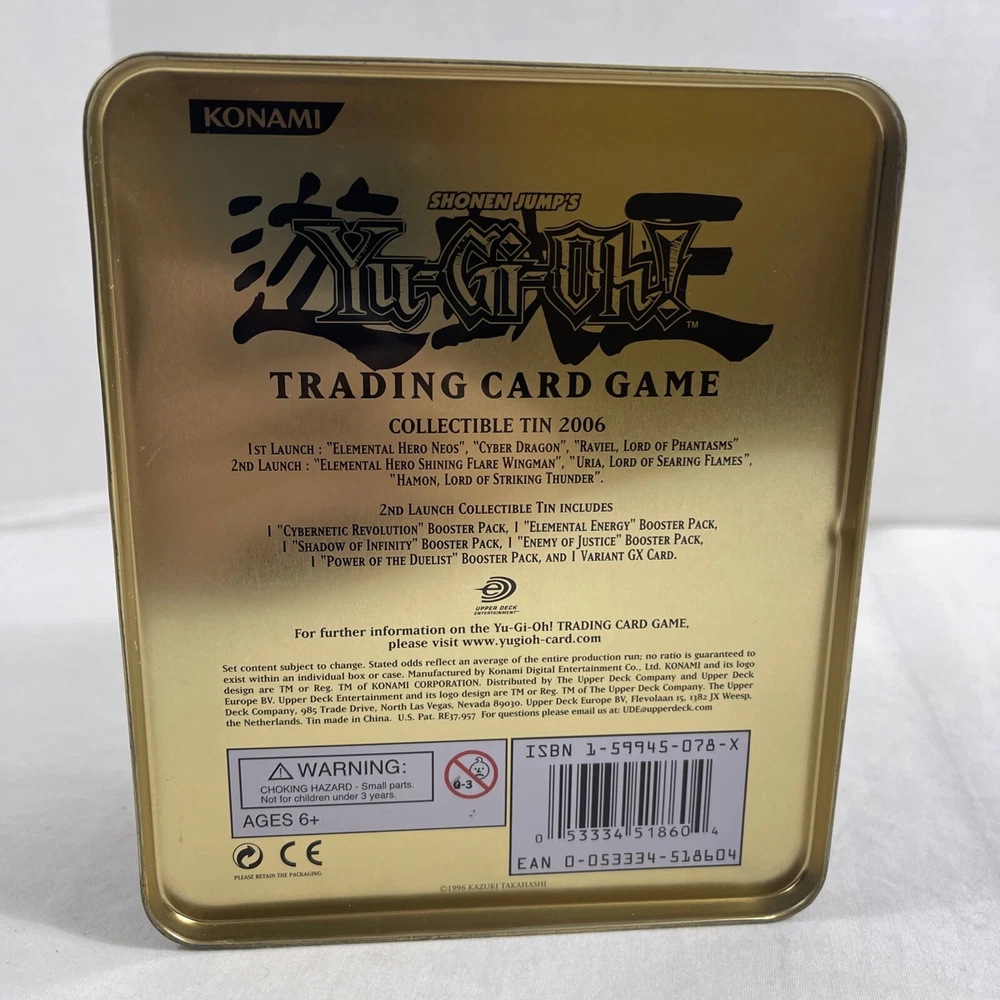 KONAMI
SHONEN JUMP'S
遊戯王
Yu-Gi-Oh!™
TRADING CARD GAME
COLLECTIBLE TIN 2006
1ST LAUNCH : "ELEMENTAL HERO NEOS", "CYBER DRAGON", "RAVIEL, LORD OF PHANTASMS"
2ND LAUNCH : "ELEMENTAL HERO SHINING FLARE WINGMAN", "URIA, LORD OF SEARING FLAMES",
"HAMON, LORD OF STRIKING THUNDER".
2ND LAUNCH COLLECTIBLE TIN INCLUDES
1 "CYBERNETIC REVOLUTION" BOOSTER PACK, 1 "ELEMENTAL ENERGY" BOOSTER PACK,
1 "SHADOW OF INFINITY" BOOSTER PACK, 1 "ENEMY OF JUSTICE" BOOSTER PACK,
1 "POWER OF THE DUELIST" BOOSTER PACK, AND 1 VARIANT GX CARD.
e
UPPER DECK
ENTERTAINMENT™
For further information on the Yu-Gi-Oh! TRADING CARD GAME,
please visit www.yugioh-card.com
Set content subject to change. Stated odds reflect an average of the entire production run; no ratio is guaranteed to
exist within an individual box or case. Manufactured by Konami Digital Entertainment Co., Ltd. KONAMI and its logo
design are TM or Reg. TM of KONAMI CORPORATION. Distributed by The Upper Deck Company and Upper Deck
Europe BV. Upper Deck Entertainment and its logo design are TM or Reg. TM of The Upper Deck Company. The Upper
Deck Company, 985 Trade Drive, North Las Vegas, Nevada 89030. Upper Deck Europe BV, Flevolaan 15, 1382 JX Weesp,
the Netherlands. Tin made in China. U.S. Pat. RE37,957 For questions please email us at: UDE@upperdeck.com
⚠ WARNING:
CHOKING HAZARD - Small parts.
Not for children under 3 years.
0-3
AGES 6+
CE
PLEASE RETAIN THE PACKAGING.
ISBN 1-59945-078-X
0 53334 51860 4
EAN 0-053334-518604
©1996 KAZUKI TAKAHASHI